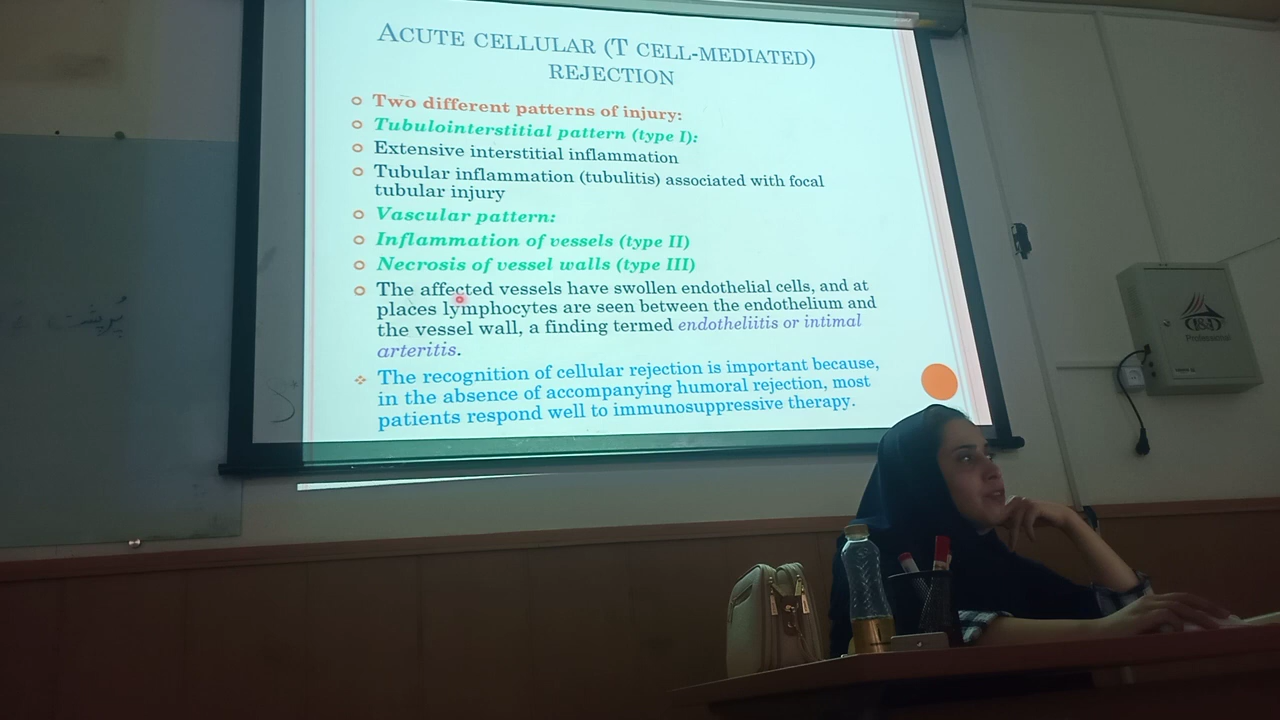 ACUTE CELLULAR (T CELL-MEDIATED)
REJECTION
Two different patterns of injury:
Tubulointerstitial pattern (type I):
Extensive interstitial inflammation
Tubular inflammation (tubulitis) associated with focal
tubular injury
Vascular pattern:
Inflammation of vessels (type II)
Necrosis of vessel walls (type III)
The affected vessels have swollen endothelial cells, and at
places lymphocytes are seen between the endothelium and
the vessel wall, a finding termed endotheliitis or intimal
arteritis.
The recognition of cellular rejection is important because,
in the absence of accompanying humoral rejection, most
patients respond well to immunosuppressive therapy.
Professional